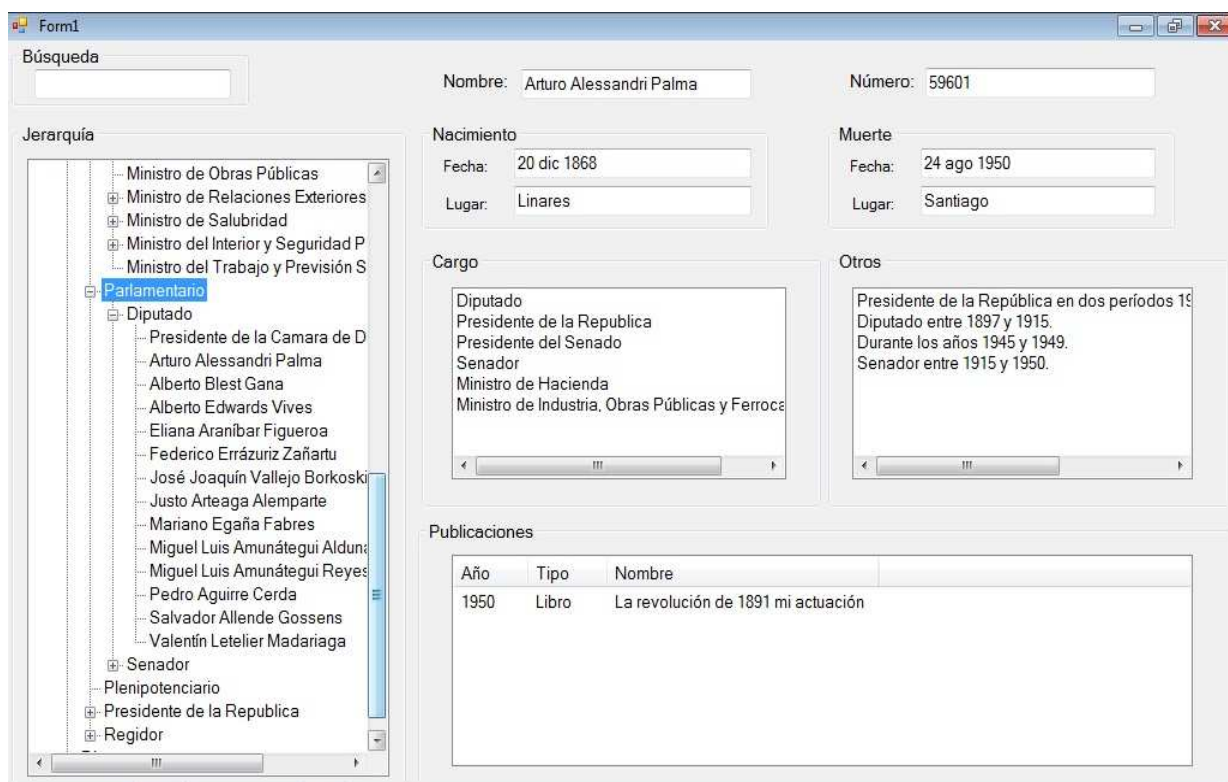 Form1
Búsqueda
Nombre: Arturo Alessandri Palma
Número: 59601
Jerarquía
Ministro de Obras Públicas
Ministro de Relaciones Exteriores
Ministro de Salubridad
Ministro del Interior y Seguridad P
Ministro del Trabajo y Previsión S
Parlamentario
Diputado
Presidente de la Camara de D
Arturo Alessandri Palma
Alberto Blest Gana
Alberto Edwards Vives
Eliana Araníbar Figueroa
Federico Errázuriz Zañartu
José Joaquín Vallejo Borkoski
Justo Arteaga Alemparte
Mariano Egaña Fabres
Miguel Luis Amunátegui Alduna
Miguel Luis Amunátegui Reyes
Pedro Aguirre Cerda
Salvador Allende Gossens
Valentín Letelier Madariaga
Senador
Plenipotenciario
Presidente de la Republica
Regidor
Nacimiento
Fecha: 20 dic 1868
Lugar: Linares
Muerte
Fecha: 24 ago 1950
Lugar: Santiago
Cargo
Diputado
Presidente de la Republica
Presidente del Senado
Senador
Ministro de Hacienda
Ministro de Industria, Obras Públicas y Ferroca
Otros
Presidente de la República en dos períodos 19
Diputado entre 1897 y 1915.
Durante los años 1945 y 1949.
Senador entre 1915 y 1950.
Publicaciones
Año Tipo Nombre
1950 Libro La revolución de 1891 mi actuación